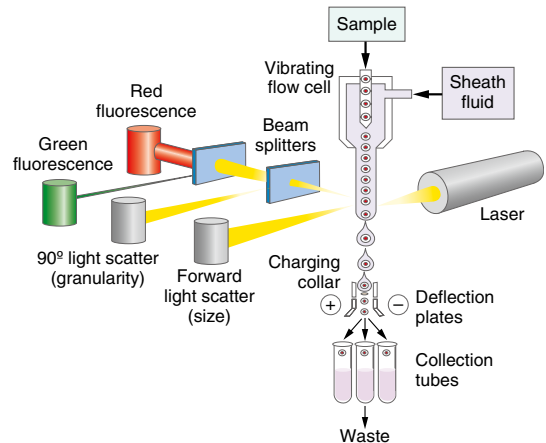 Sample
Vibrating
flow cell
Sheath
fluid
Red
fluorescence
Beam
splitters
Green
fluorescence
Laser
90º light scatter
(granularity)
Forward
light scatter
(size)
Charging
collar
+
−
Deflection
plates
Collection
tubes
Waste